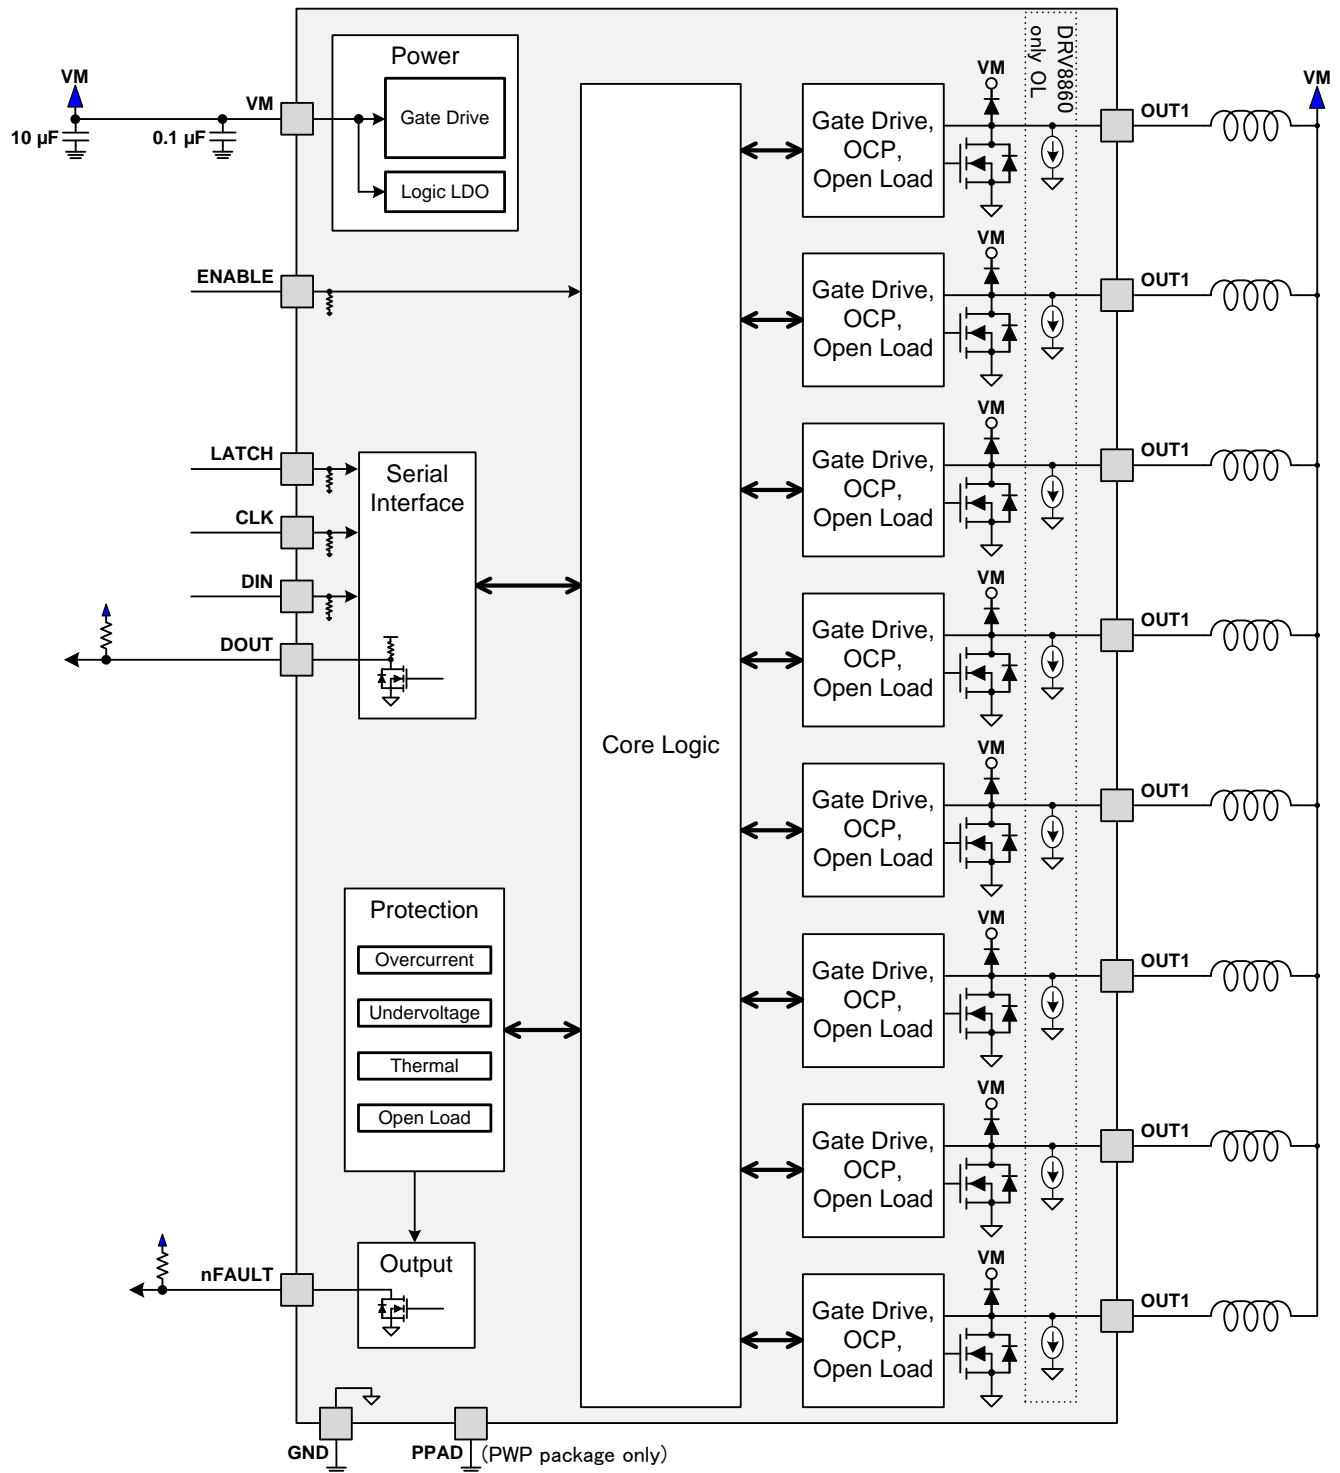 Power
VM
VM
10 µF
0.1 µF
Gate Drive
Logic LDO
ENABLE
LATCH
CLK
DIN
DOUT
Serial
Interface
Core Logic
Protection
Overcurrent
Undervoltage
Thermal
Open Load
nFAULT
Output
GND
PPAD
(PWP package only)
DRV8860
only OL
VM
VM
Gate Drive,
OCP,
Open Load
OUT1
VM
Gate Drive,
OCP,
Open Load
OUT1
VM
Gate Drive,
OCP,
Open Load
OUT1
VM
Gate Drive,
OCP,
Open Load
OUT1
VM
Gate Drive,
OCP,
Open Load
OUT1
VM
Gate Drive,
OCP,
Open Load
OUT1
VM
Gate Drive,
OCP,
Open Load
OUT1
VM
Gate Drive,
OCP,
Open Load
OUT1